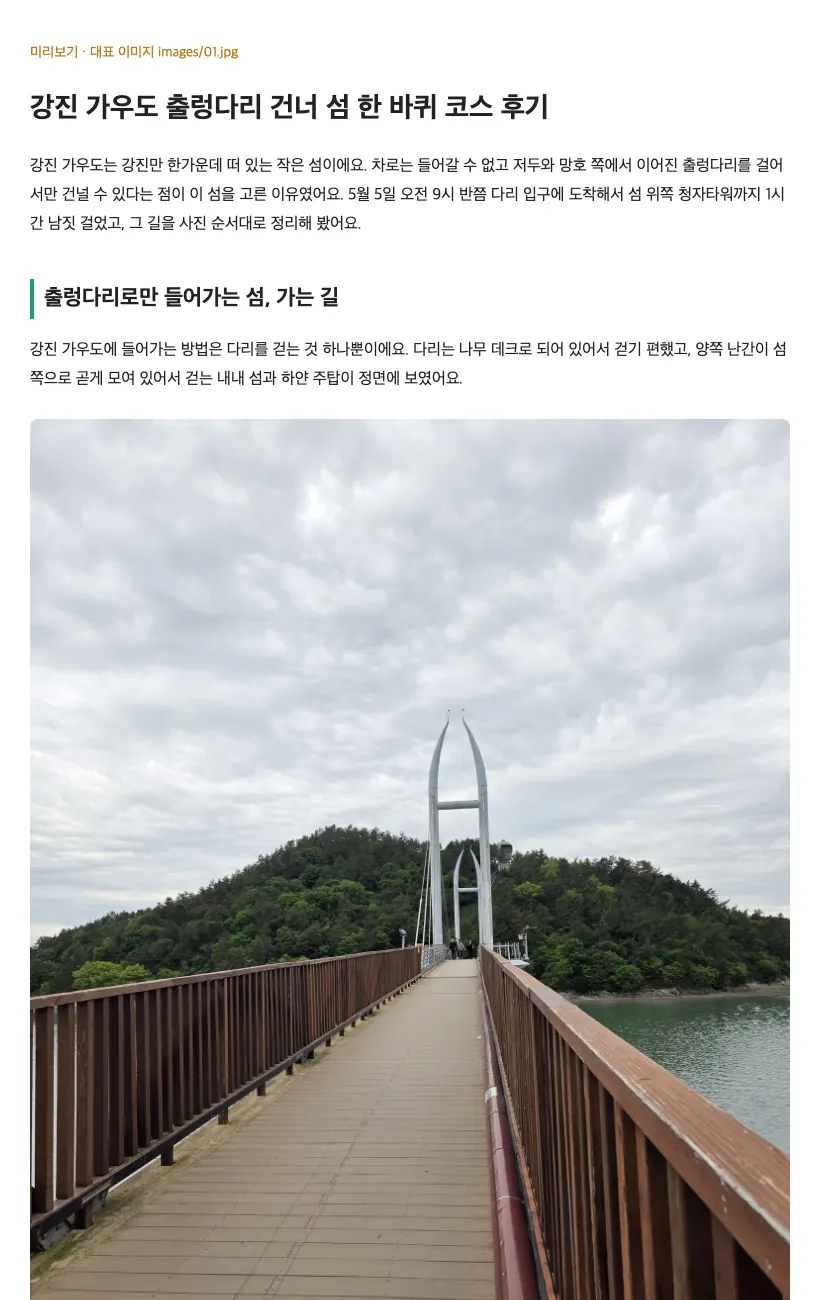 미리보기 · 대표 이미지 images/01.jpg
강진 가우도 출렁다리 건너 섬 한 바퀴 코스 후기
강진 가우도는 강진만 한가운데 떠 있는 작은 섬이에요. 차로는 들어갈 수 없고 저두와 망호 쪽에서 이어진 출렁다리를 걸어
서만 건널 수 있다는 점이 이 섬을 고른 이유였어요. 5월 5일 오전 9시 반쯤 다리 입구에 도착해서 섬 위쪽 청자타워까지 1시
간 남짓 걸었고, 그 길을 사진 순서대로 정리해 봤어요.
출렁다리로만 들어가는 섬, 가는 길
강진 가우도에 들어가는 방법은 다리를 걷는 것 하나뿐이에요. 다리는 나무 데크로 되어 있어서 걷기 편했고, 양쪽 난간이 섬
쪽으로 곧게 모여 있어서 걷는 내내 섬과 하얀 주탑이 정면에 보였어요.